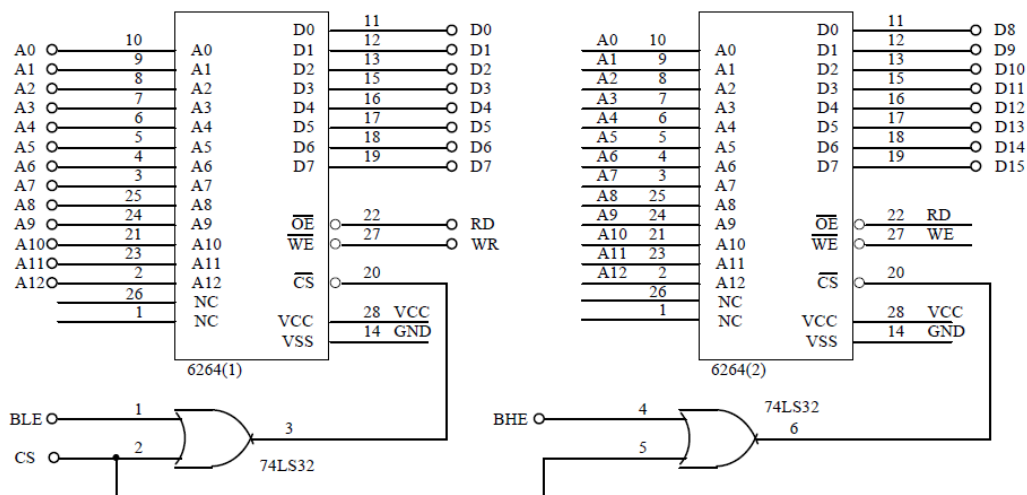 D0 11 D0
A0 10 A0 D1 12 D1
A1 9 A1 D2 13 D2
A2 8 A2 D3 15 D3
A3 7 A3 D4 16 D4
A4 6 A4 D5 17 D5
A5 5 A5 D6 18 D6
A6 4 A6 D7 19 D7
A7 3 A7
A8 25 A8
A9 24 A9 OE 22 RD
A10 21 A10 WE 27 WR
A11 23 A11
A12 2 A12 CS 20
26 NC
1 NC VCC 28 VCC
VSS 14 GND
6264(1)
BLE 1
3
CS 2
74LS32
D0 11 D8
A0 10 A0 D1 12 D9
A1 9 A1 D2 13 D10
A2 8 A2 D3 15 D11
A3 7 A3 D4 16 D12
A4 6 A4 D5 17 D13
A5 5 A5 D6 18 D14
A6 4 A6 D7 19 D15
A7 3 A7
A8 25 A8
A9 24 A9 OE 22 RD
A10 21 A10 WE 27 WE
A11 23 A11
A12 2 A12 CS 20
26 NC
1 NC VCC 28 VCC
VSS 14 GND
6264(2)
74LS32
BHE 4
6
5